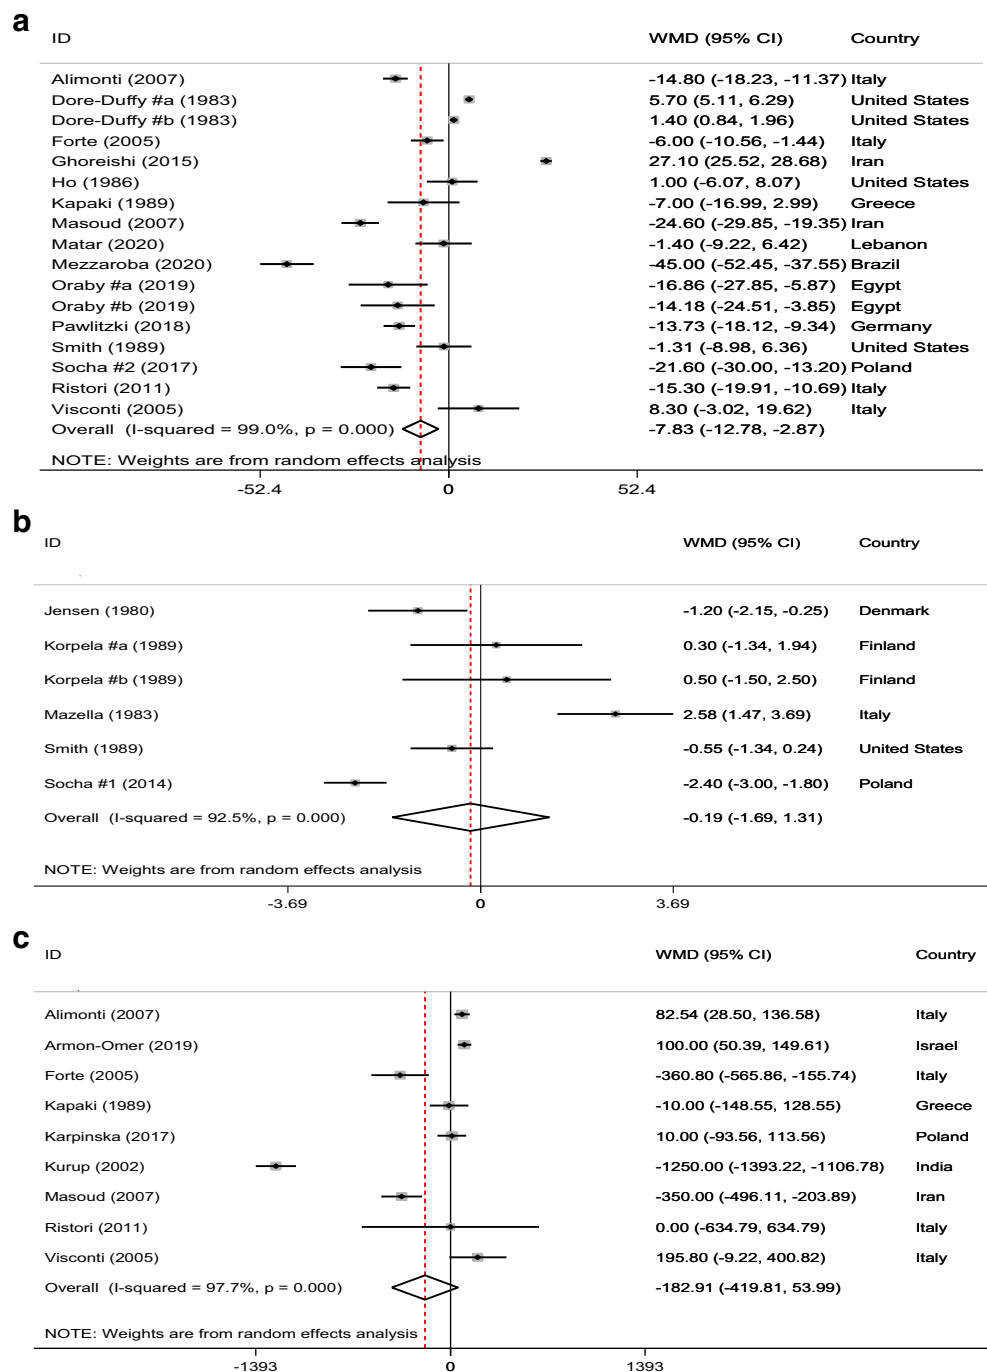 a
ID WMD (95% CI) Country
Alimonti (2007) -14.80 (-18.23, -11.37) Italy
Dore-Duffy #a (1983) 5.70 (5.11, 6.29) United States
Dore-Duffy #b (1983) 1.40 (0.84, 1.96) United States
Forte (2005) -6.00 (-10.56, -1.44) Italy
Ghoreishi (2015) 27.10 (25.52, 28.68) Iran
Ho (1986) 1.00 (-6.07, 8.07) United States
Kapaki (1989) -7.00 (-16.99, 2.99) Greece
Masoud (2007) -24.60 (-29.85, -19.35) Iran
Matar (2020) -1.40 (-9.22, 6.42) Lebanon
Mezzaroba (2020) -45.00 (-52.45, -37.55) Brazil
Oraby #a (2019) -16.86 (-27.85, -5.87) Egypt
Oraby #b (2019) -14.18 (-24.51, -3.85) Egypt
Pawlitzki (2018) -13.73 (-18.12, -9.34) Germany
Smith (1989) -1.31 (-8.98, 6.36) United States
Socha #2 (2017) -21.60 (-30.00, -13.20) Poland
Ristori (2011) -15.30 (-19.91, -10.69) Italy
Visconti (2005) 8.30 (-3.02, 19.62) Italy
Overall (I-squared = 99.0%, p = 0.000) -7.83 (-12.78, -2.87)
NOTE: Weights are from random effects analysis
-52.4 0 52.4
b
ID WMD (95% CI) Country
Jensen (1980) -1.20 (-2.15, -0.25) Denmark
Korpela #a (1989) 0.30 (-1.34, 1.94) Finland
Korpela #b (1989) 0.50 (-1.50, 2.50) Finland
Mazella (1983) 2.58 (1.47, 3.69) Italy
Smith (1989) -0.55 (-1.34, 0.24) United States
Socha #1 (2014) -2.40 (-3.00, -1.80) Poland
Overall (I-squared = 92.5%, p = 0.000) -0.19 (-1.69, 1.31)
NOTE: Weights are from random effects analysis
-3.69 0 3.69
c
ID WMD (95% CI) Country
Alimonti (2007) 82.54 (28.50, 136.58) Italy
Armon-Omer (2019) 100.00 (50.39, 149.61) Israel
Forte (2005) -360.80 (-565.86, -155.74) Italy
Kapaki (1989) -10.00 (-148.55, 128.55) Greece
Karpinska (2017) 10.00 (-93.56, 113.56) Poland
Kurup (2002) -1250.00 (-1393.22, -1106.78) India
Masoud (2007) -350.00 (-496.11, -203.89) Iran
Ristori (2011) 0.00 (-634.79, 634.79) Italy
Visconti (2005) 195.80 (-9.22, 400.82) Italy
Overall (I-squared = 97.7%, p = 0.000) -182.91 (-419.81, 53.99)
NOTE: Weights are from random effects analysis
-1393 0 1393